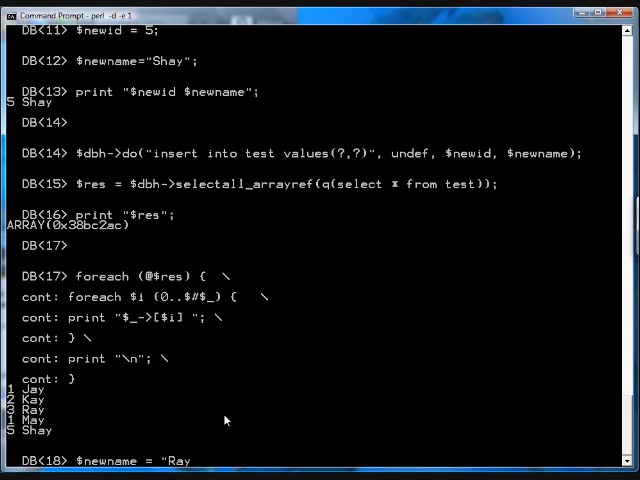 Command Prompt - perl -d -e 1
DB<11> $newid = 5;
DB<12> $newname="Shay";
DB<13> print "$newid $newname";
5 Shay
DB<14>
DB<14> $dbh->do("insert into test values(?,?)", undef, $newid, $newname);
DB<15> $res = $dbh->selectall_arrayref(q(select * from test));
DB<16> print "$res";
ARRAY(0x38bc2ac)
DB<17>
DB<17> foreach (@$res) {  \
cont: foreach $i (0..$#$_) {   \
cont: print "$_->[$i] "; \
cont: } \
cont: print "\n"; \
cont: }
1 Jay
2 Kay
3 Ray
1 May
5 Shay
DB<18> $newname = "Ray